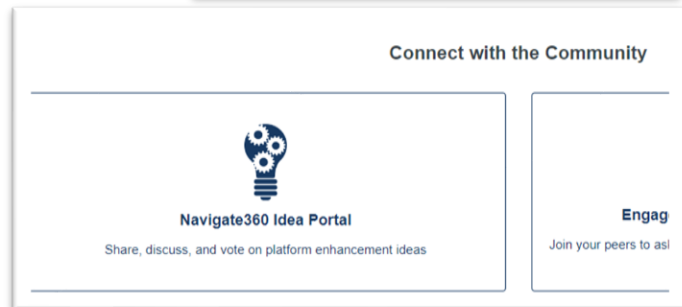 Connect with the Community
Navigate360 Idea Portal
Share, discuss, and vote on platform enhancement ideas
Engag
Join your peers to